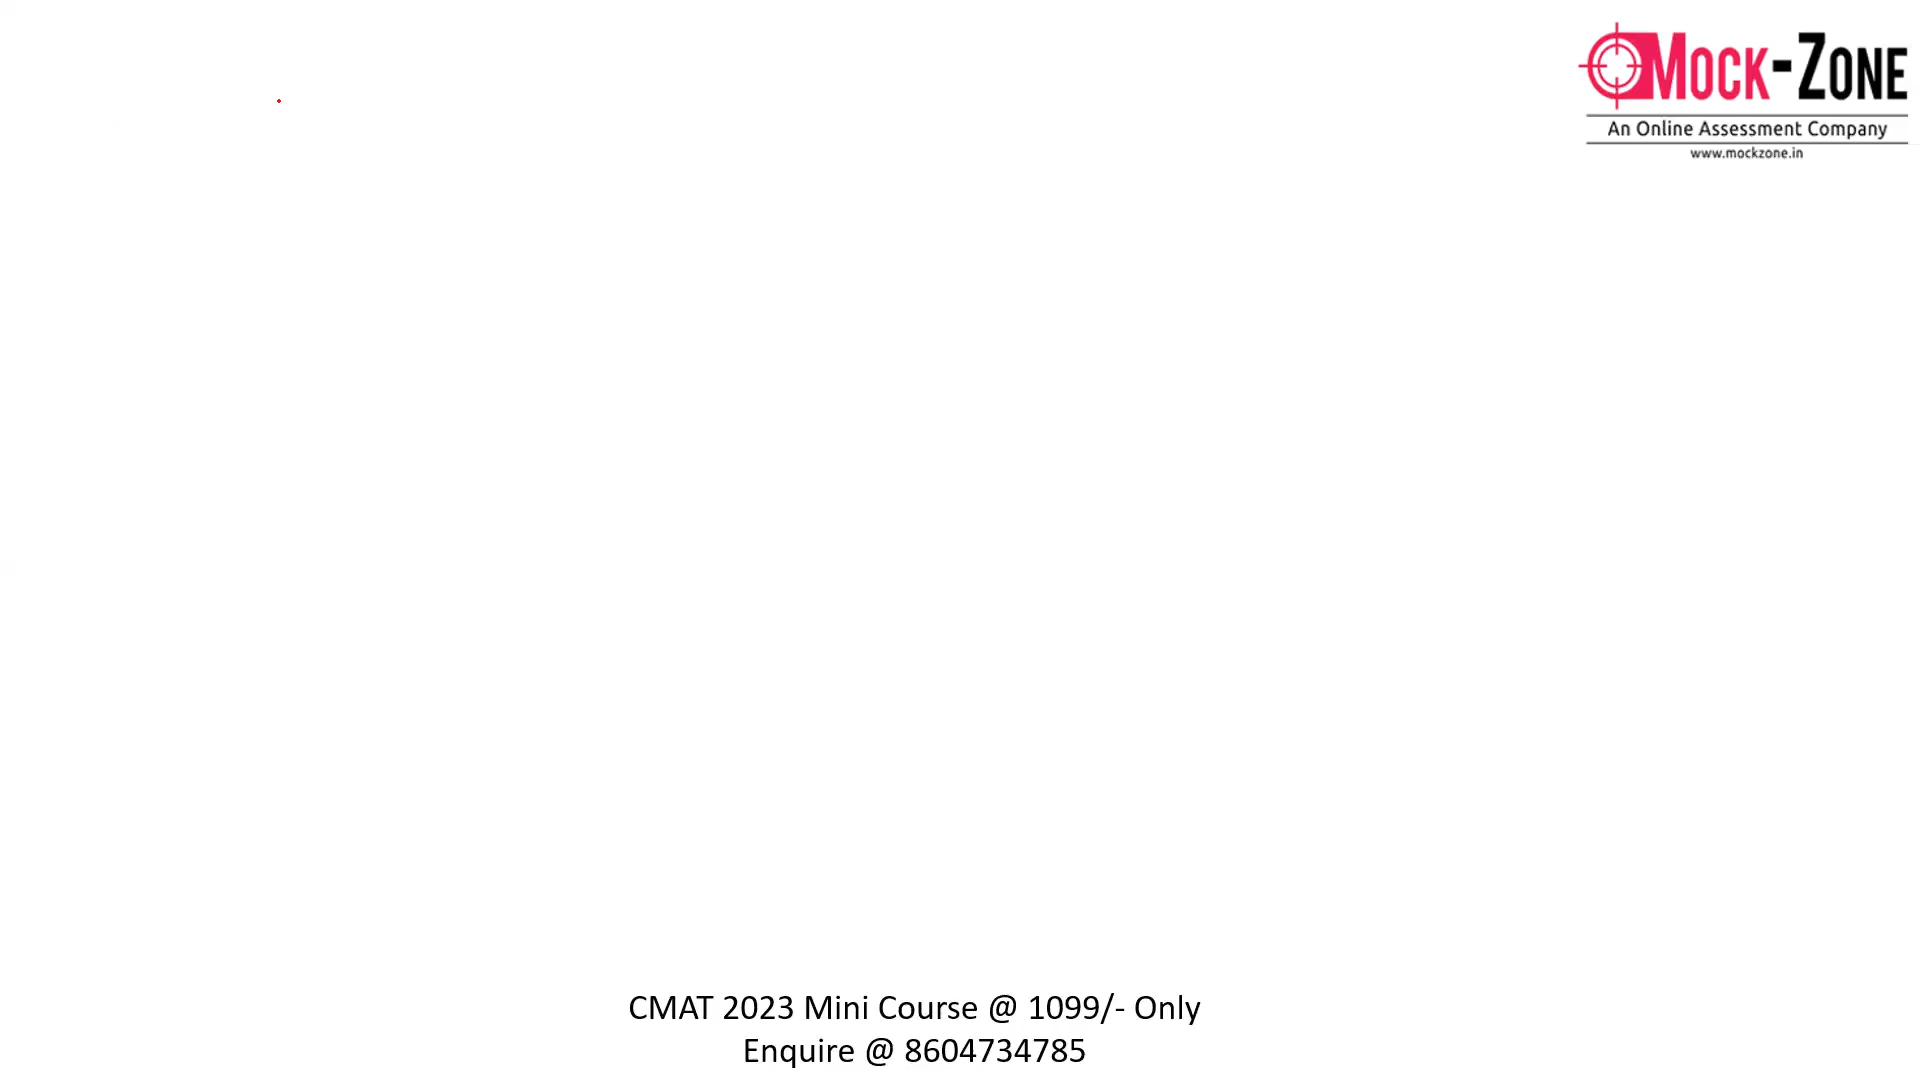 MOCK-ZONE
An Online Assessment Company
www.mockzone.in
CMAT 2023 Mini Course @ 1099/- Only
Enquire @ 8604734785